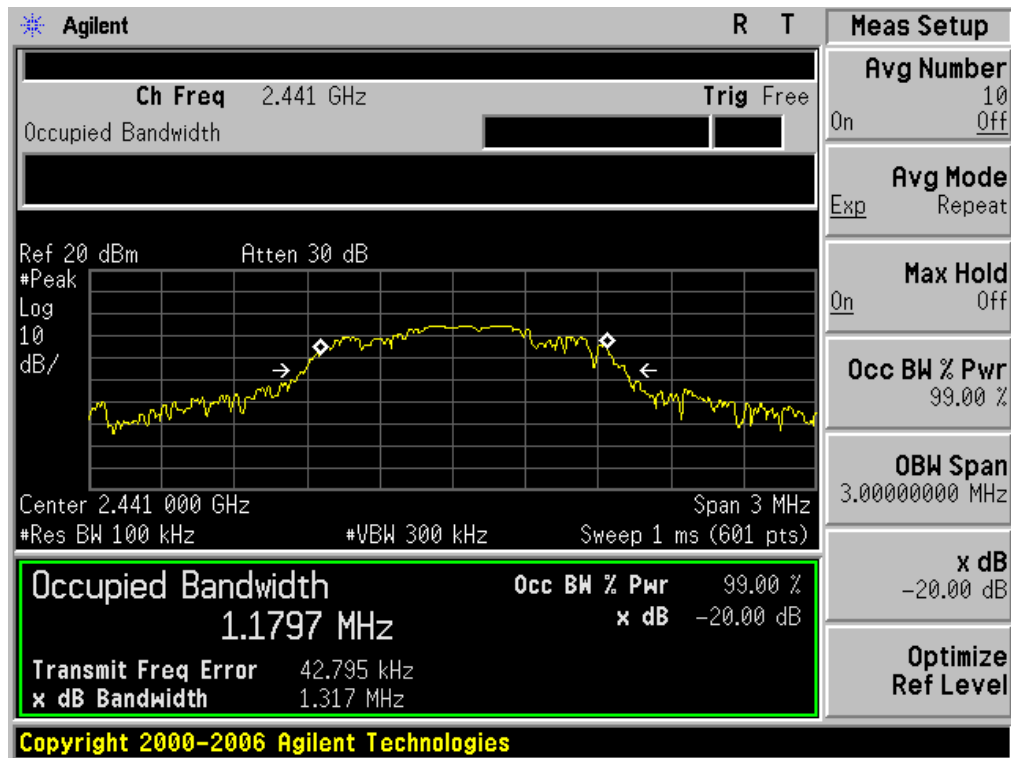 Agilent R T
Ch Freq 2.441 GHz Trig Free
Occupied Bandwidth
Ref 20 dBm Atten 30 dB
#Peak
Log
10
dB/
Center 2.441 000 GHz Span 3 MHz
#Res BW 100 kHz #VBW 300 kHz Sweep 1 ms (601 pts)
Occupied Bandwidth Occ BW % Pwr 99.00 %
1.1797 MHz x dB -20.00 dB
Transmit Freq Error 42.795 kHz
x dB Bandwidth 1.317 MHz
Copyright 2000-2006 Agilent Technologies
Meas Setup
Avg Number
10
On Off
Avg Mode
Exp Repeat
Max Hold
On Off
Occ BW % Pwr
99.00 %
OBW Span
3.00000000 MHz
x dB
-20.00 dB
Optimize
Ref Level